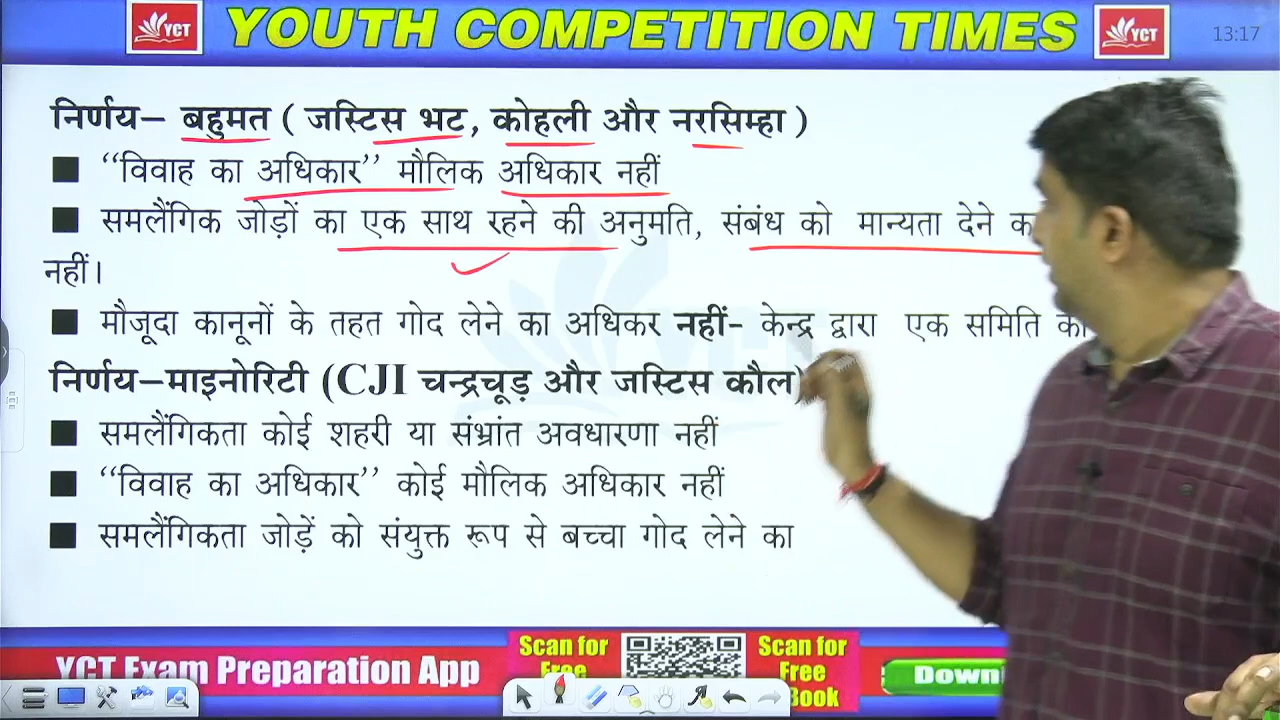 YCT YOUTH COMPETITION TIMES YCT 13:17
निर्णय– बहुमत ( जस्टिस भट, कोहली और नरसिम्हा )
■ “विवाह का अधिकार” मौलिक अधिकार नहीं
■ समलैंगिक जोड़ों का एक साथ रहने की अनुमति, संबंध को मान्यता देने
नहीं।
■ मौजूदा कानूनों के तहत गोद लेने का अधिकर नहीं- केन्द्र द्वारा एक समिति
निर्णय–माइनोरिटी (CJI चन्द्रचूड़ और जस्टिस कौल)
■ समलैंगिकता कोई शहरी या संभ्रांत अवधारणा नहीं
■ “विवाह का अधिकार” कोई मौलिक अधिकार नहीं
■ समलैंगिकता जोड़ें को संयुक्त रूप से बच्चा गोद लेने का
YCT Exam Preparation App
Scan for
Free
Scan for
Free
Book